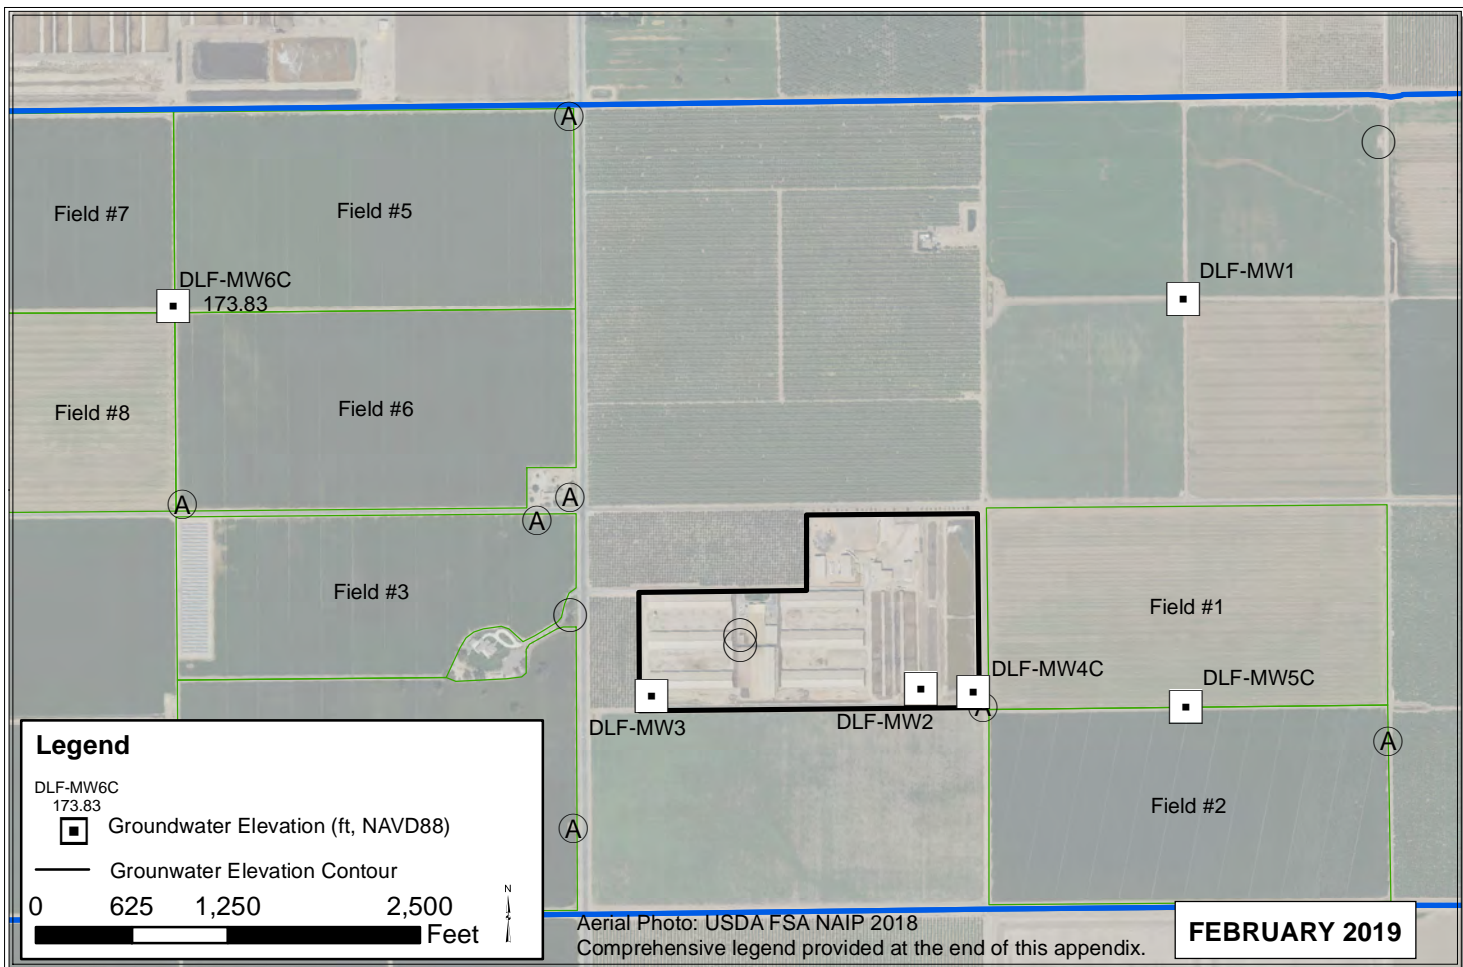 A
Field #7
Field #5
DLF-MW6C
173.83
DLF-MW1
Field #8
Field #6
A
A
A
Field #3
Field #1
DLF-MW4C
DLF-MW5C
A
DLF-MW3
DLF-MW2
A
Field #2
A
Legend
DLF-MW6C
173.83
Groundwater Elevation (ft, NAVD88)
Grounwater Elevation Contour
0 625 1,250 2,500
Feet
N
Aerial Photo: USDA FSA NAIP 2018
Comprehensive legend provided at the end of this appendix.
FEBRUARY 2019